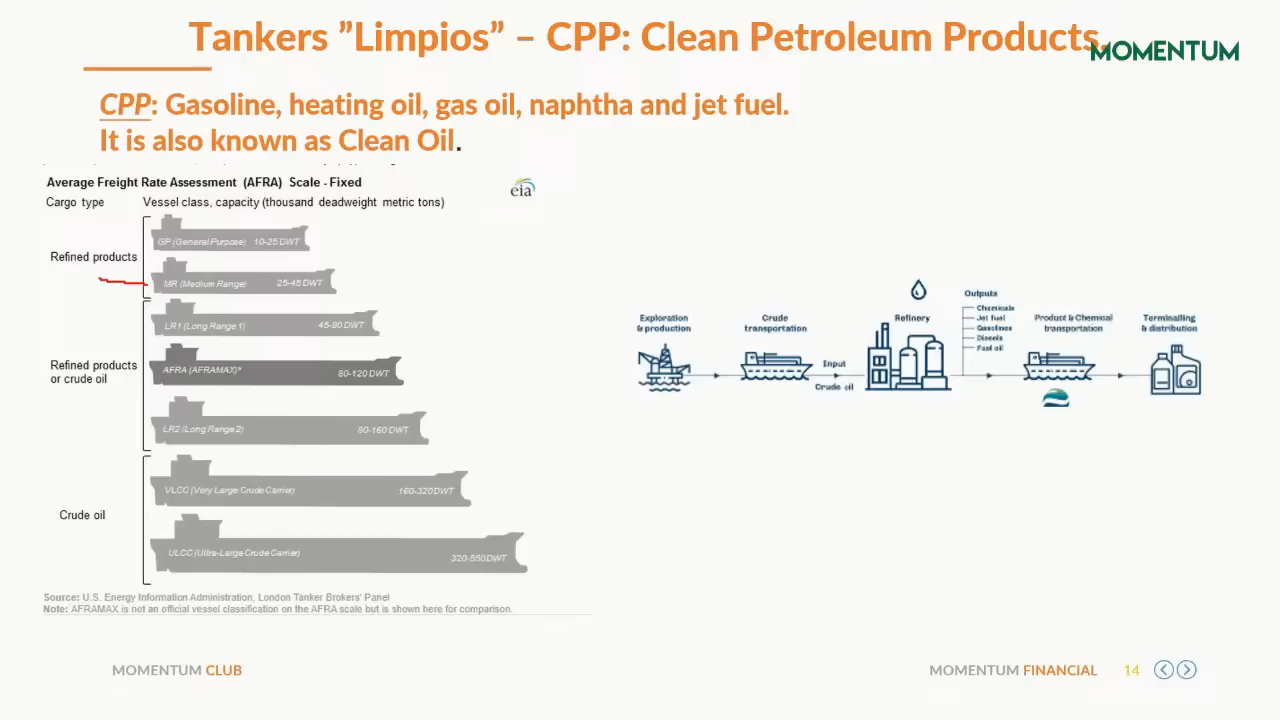 Tankers ”Limpios” – CPP: Clean Petroleum Products.
MOMENTUM
CPP: Gasoline, heating oil, gas oil, naphtha and jet fuel.
It is also known as Clean Oil.
Average Freight Rate Assessment (AFRA) Scale - Fixed
eia
Cargo type
Vessel class, capacity (thousand deadweight metric tons)
Refined products
GP (General Purpose) 10-25 DWT
MR (Medium Range) 25-45 DWT
Refined products
or crude oil
LR1 (Long Range 1) 45-80 DWT
AFRA (AFRAMAX)* 80-120 DWT
LR2 (Long Range 2) 80-160 DWT
Crude oil
VLCC (Very Large Crude Carrier) 160-320 DWT
ULCC (Ultra-Large Crude Carrier) 320-550 DWT
Source: U.S. Energy Information Administration, London Tanker Brokers' Panel
Note: AFRAMAX is not an official vessel classification on the AFRA scale but is shown here for comparison.
Exploration
& production
Crude
transportation
Input
Crude oil
Refinery
Outputs
Chemicals
Jet fuel
Gasolines
Diesels
Fuel oil
Product & Chemical
transportation
Terminalling
& distribution
MOMENTUM CLUB
MOMENTUM FINANCIAL
14